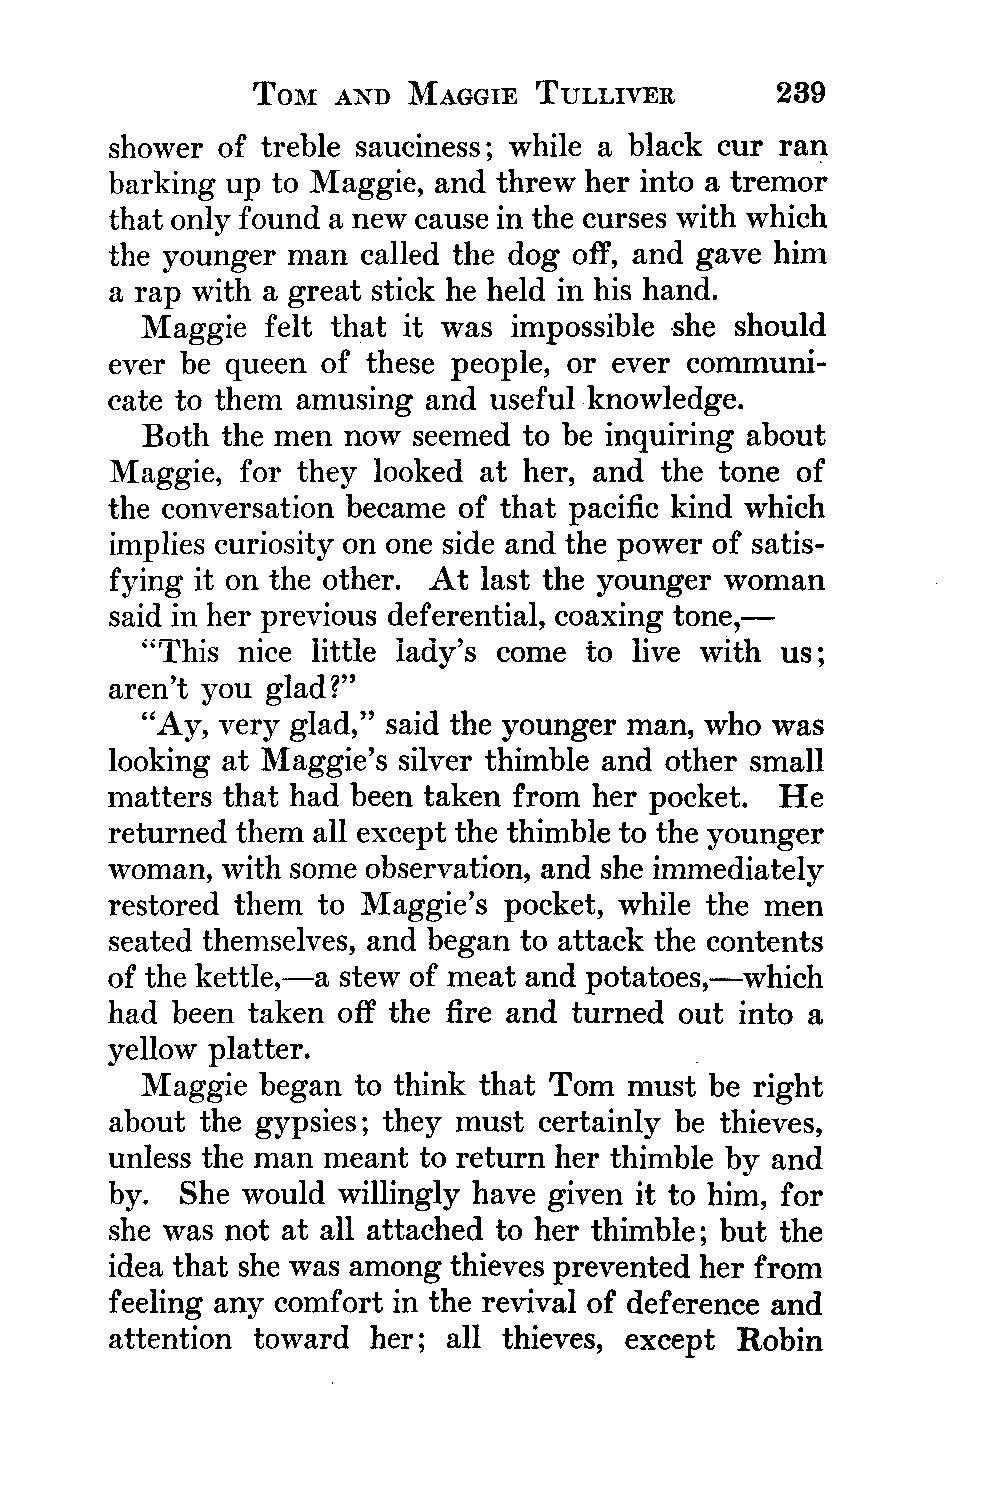 TOM AND MAGGIE TULLIVER 239
shower of treble sauciness; while a black cur ran
barking up to Maggie, and threw her into a tremor
that only found a new cause in the curses with which
the younger man called the dog off, and gave him
a rap with a great stick he held in his hand.
Maggie felt that it was impossible she should
ever be queen of these people, or ever communi-
cate to them amusing and useful knowledge.
Both the men now seemed to be inquiring about
Maggie, for they looked at her, and the tone of
the conversation became of that pacific kind which
implies curiosity on one side and the power of satis-
fying it on the other. At last the younger woman
said in her previous deferential, coaxing tone,—
“This nice little lady’s come to live with us;
aren’t you glad?”
“Ay, very glad,” said the younger man, who was
looking at Maggie’s silver thimble and other small
matters that had been taken from her pocket. He
returned them all except the thimble to the younger
woman, with some observation, and she immediately
restored them to Maggie’s pocket, while the men
seated themselves, and began to attack the contents
of the kettle,—a stew of meat and potatoes,—which
had been taken off the fire and turned out into a
yellow platter.
Maggie began to think that Tom must be right
about the gypsies; they must certainly be thieves,
unless the man meant to return her thimble by and
by. She would willingly have given it to him, for
she was not at all attached to her thimble; but the
idea that she was among thieves prevented her from
feeling any comfort in the revival of deference and
attention toward her; all thieves, except Robin